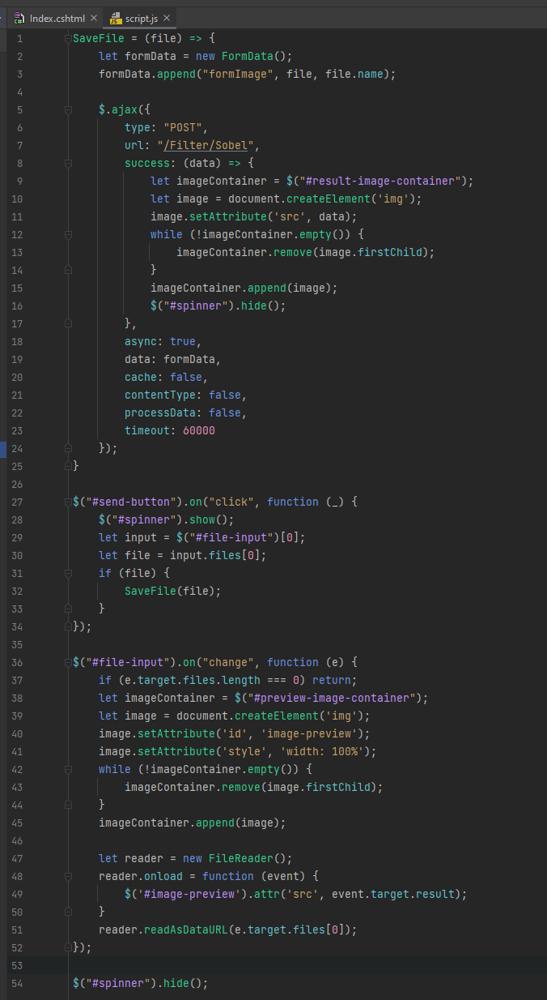 Index.cshtml script.js
1 SaveFile = (file) => {
2 let formData = new FormData();
3 formData.append("formImage", file, file.name);
4
5 $.ajax({
6 type: "POST",
7 url: "/Filter/Sobel",
8 success: (data) => {
9 let imageContainer = $("#result-image-container");
10 let image = document.createElement('img');
11 image.setAttribute('src', data);
12 while (!imageContainer.empty()) {
13 imageContainer.remove(image.firstChild);
14 }
15 imageContainer.append(image);
16 $("#spinner").hide();
17 },
18 async: true,
19 data: formData,
20 cache: false,
21 contentType: false,
22 processData: false,
23 timeout: 60000
24 });
25 }
26
27 $("#send-button").on("click", function (_) {
28 $("#spinner").show();
29 let input = $("#file-input")[0];
30 let file = input.files[0];
31 if (file) {
32 SaveFile(file);
33 }
34 });
35
36 $("#file-input").on("change", function (e) {
37 if (e.target.files.length === 0) return;
38 let imageContainer = $("#preview-image-container");
39 let image = document.createElement('img');
40 image.setAttribute('id', 'image-preview');
41 image.setAttribute('style', 'width: 100%');
42 while (!imageContainer.empty()) {
43 imageContainer.remove(image.firstChild);
44 }
45 imageContainer.append(image);
46
47 let reader = new FileReader();
48 reader.onload = function (event) {
49 $('#image-preview').attr('src', event.target.result);
50 }
51 reader.readAsDataURL(e.target.files[0]);
52 });
53
54 $("#spinner").hide();